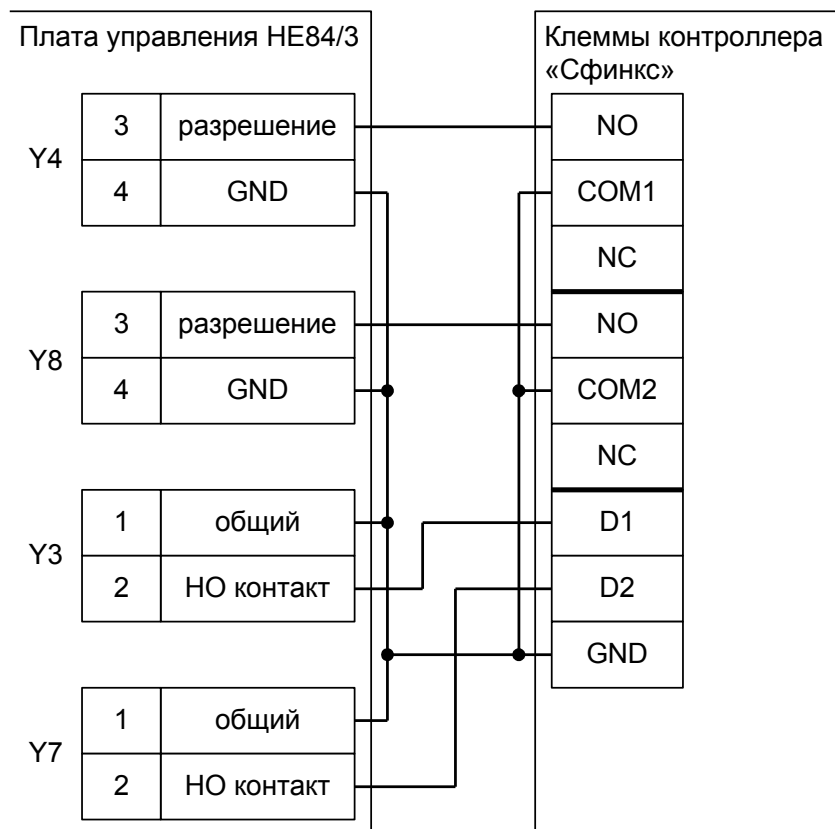 Плата управления НЕ84/3
Клеммы контроллера
«Сфинкс»
Y4
3 разрешение
4 GND
Y8
3 разрешение
4 GND
Y3
1 общий
2 НО контакт
Y7
1 общий
2 НО контакт
NO
COM1
NC
NO
COM2
NC
D1
D2
GND